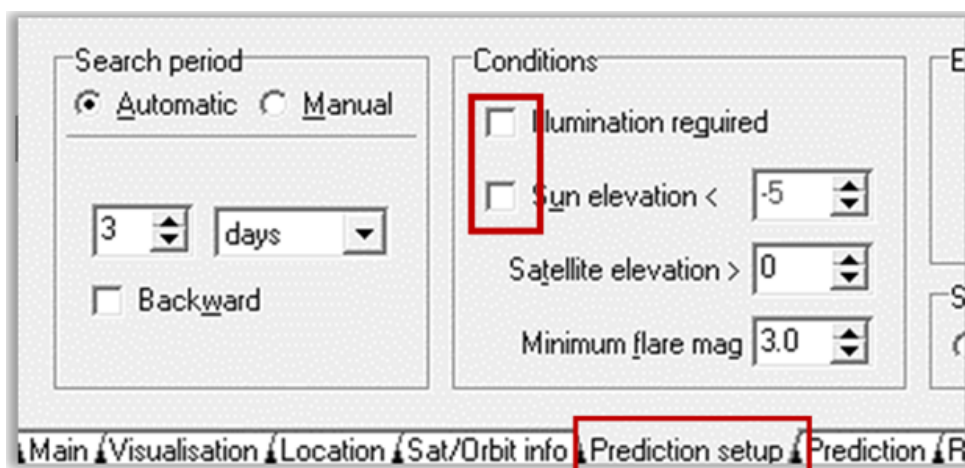 Search period
Automatic Manual
3 days
Backward
Conditions
Illumination reguired
Sun elevation < -5
Satellite elevation > 0
Minimum flare mag 3.0
E
S
Main Visualisation Location Sat/Orbit info Prediction setup Prediction R